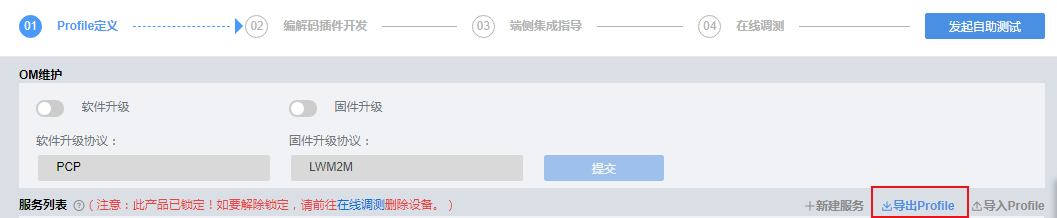 01 Profile定义 02 编解码插件开发 03 端侧集成指导 04 在线调测 发起自助测试
OM维护
软件升级 固件升级
软件升级协议： 固件升级协议：
PCP LWM2M 提交
服务列表 ?（注意：此产品已锁定！如要解除锁定，请前往在线调测删除设备。） +新建服务 导出Profile 导入Profile